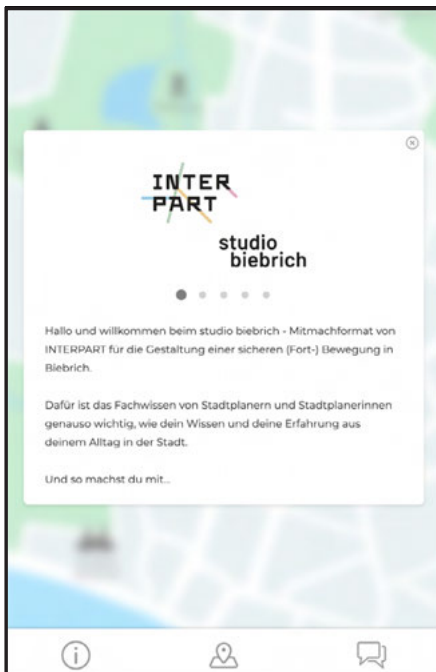 INTER
PART
studio
biebrich
Hallo und willkommen beim studio biebrich - Mitmachformat von
INTERPART für die Gestaltung einer sicheren (Fort-) Bewegung in
Biebrich.
Dafür ist das Fachwissen von Stadtplanern und Stadtplanerinnen
genauso wichtig, wie dein Wissen und deine Erfahrung aus
deinem Alltag in der Stadt.
Und so machst du mit...